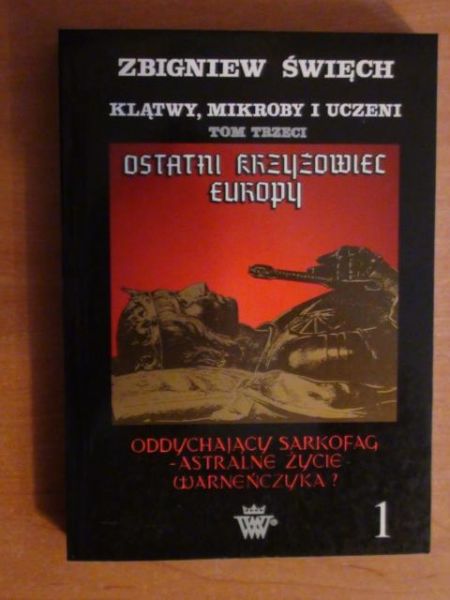 ZBIGNIEW ŚWIĘCH
KLĄTWY, MIKROBY I UCZENI
TOM TRZECI
OSTATNI KRZYŻOWIEC
EUROPY
ODDYCHAJĄCY SARKOFAG
- ASTRALNE ŻYCIE -
WARNEŃCZYKA?
1